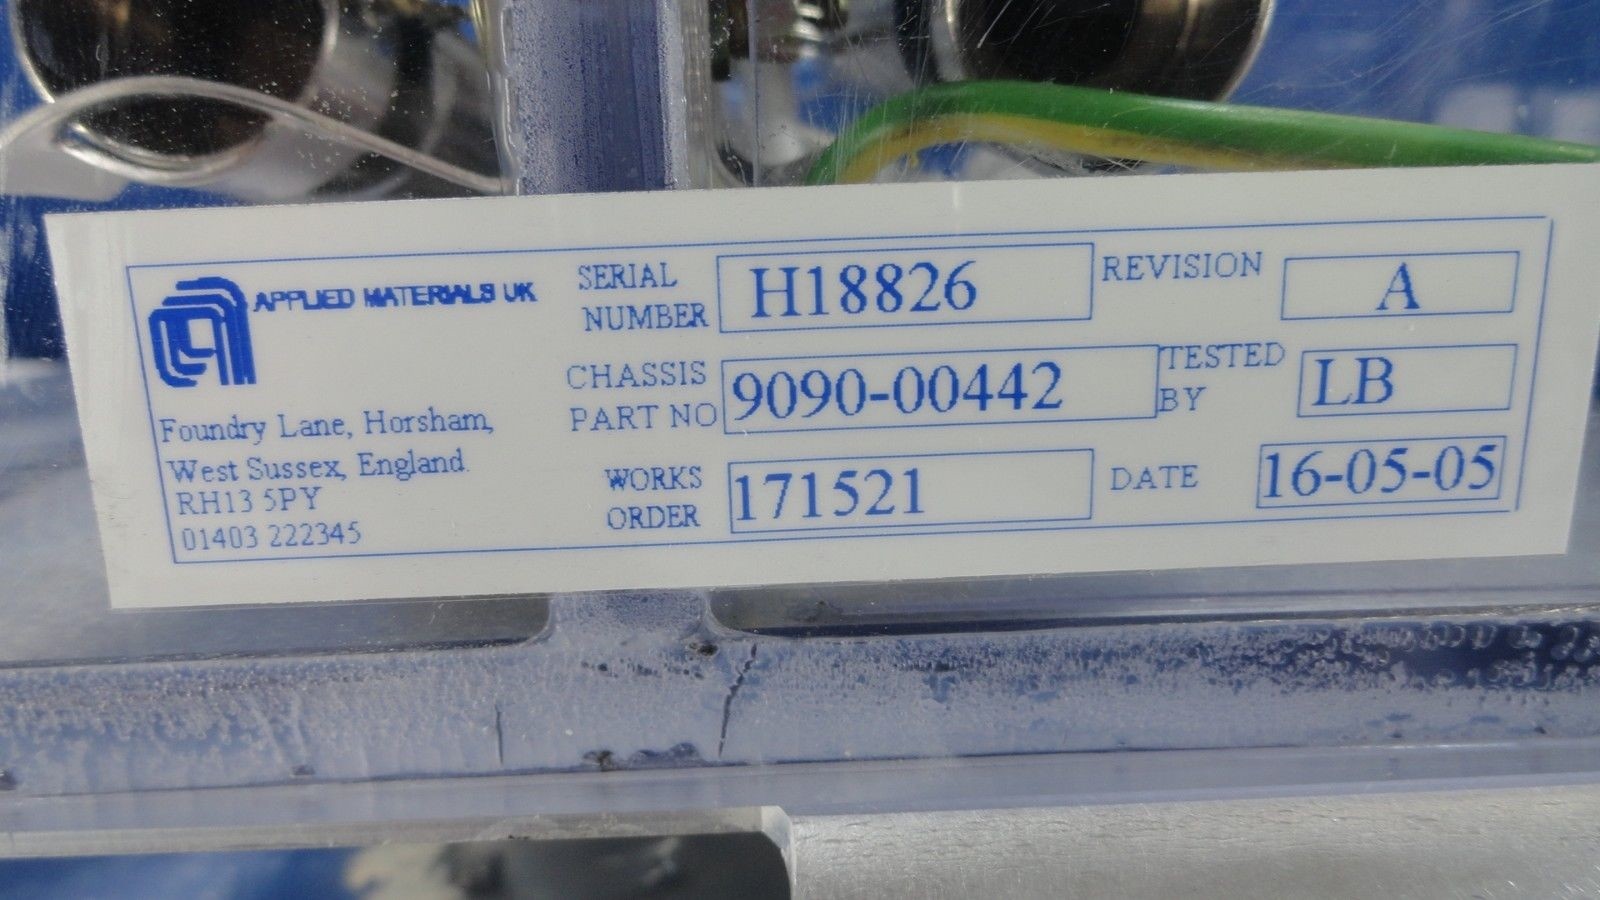 APPLIED MATERIALS UK
Foundry Lane, Horsham,
West Sussex, England.
RH13 5PY
01403 222345
SERIAL NUMBER H18826
REVISION A
CHASSIS PART NO 9090-00442
TESTED BY LB
WORKS ORDER 171521
DATE 16-05-05